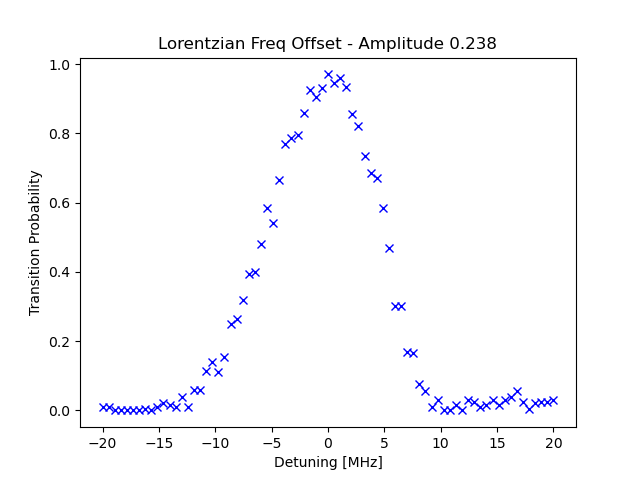 Lorentzian Freq Offset - Amplitude 0.238
1.0
0.8
0.6
0.4
0.2
0.0
Transition Probability
−20 −15 −10 −5 0 5 10 15 20
Detuning [MHz]